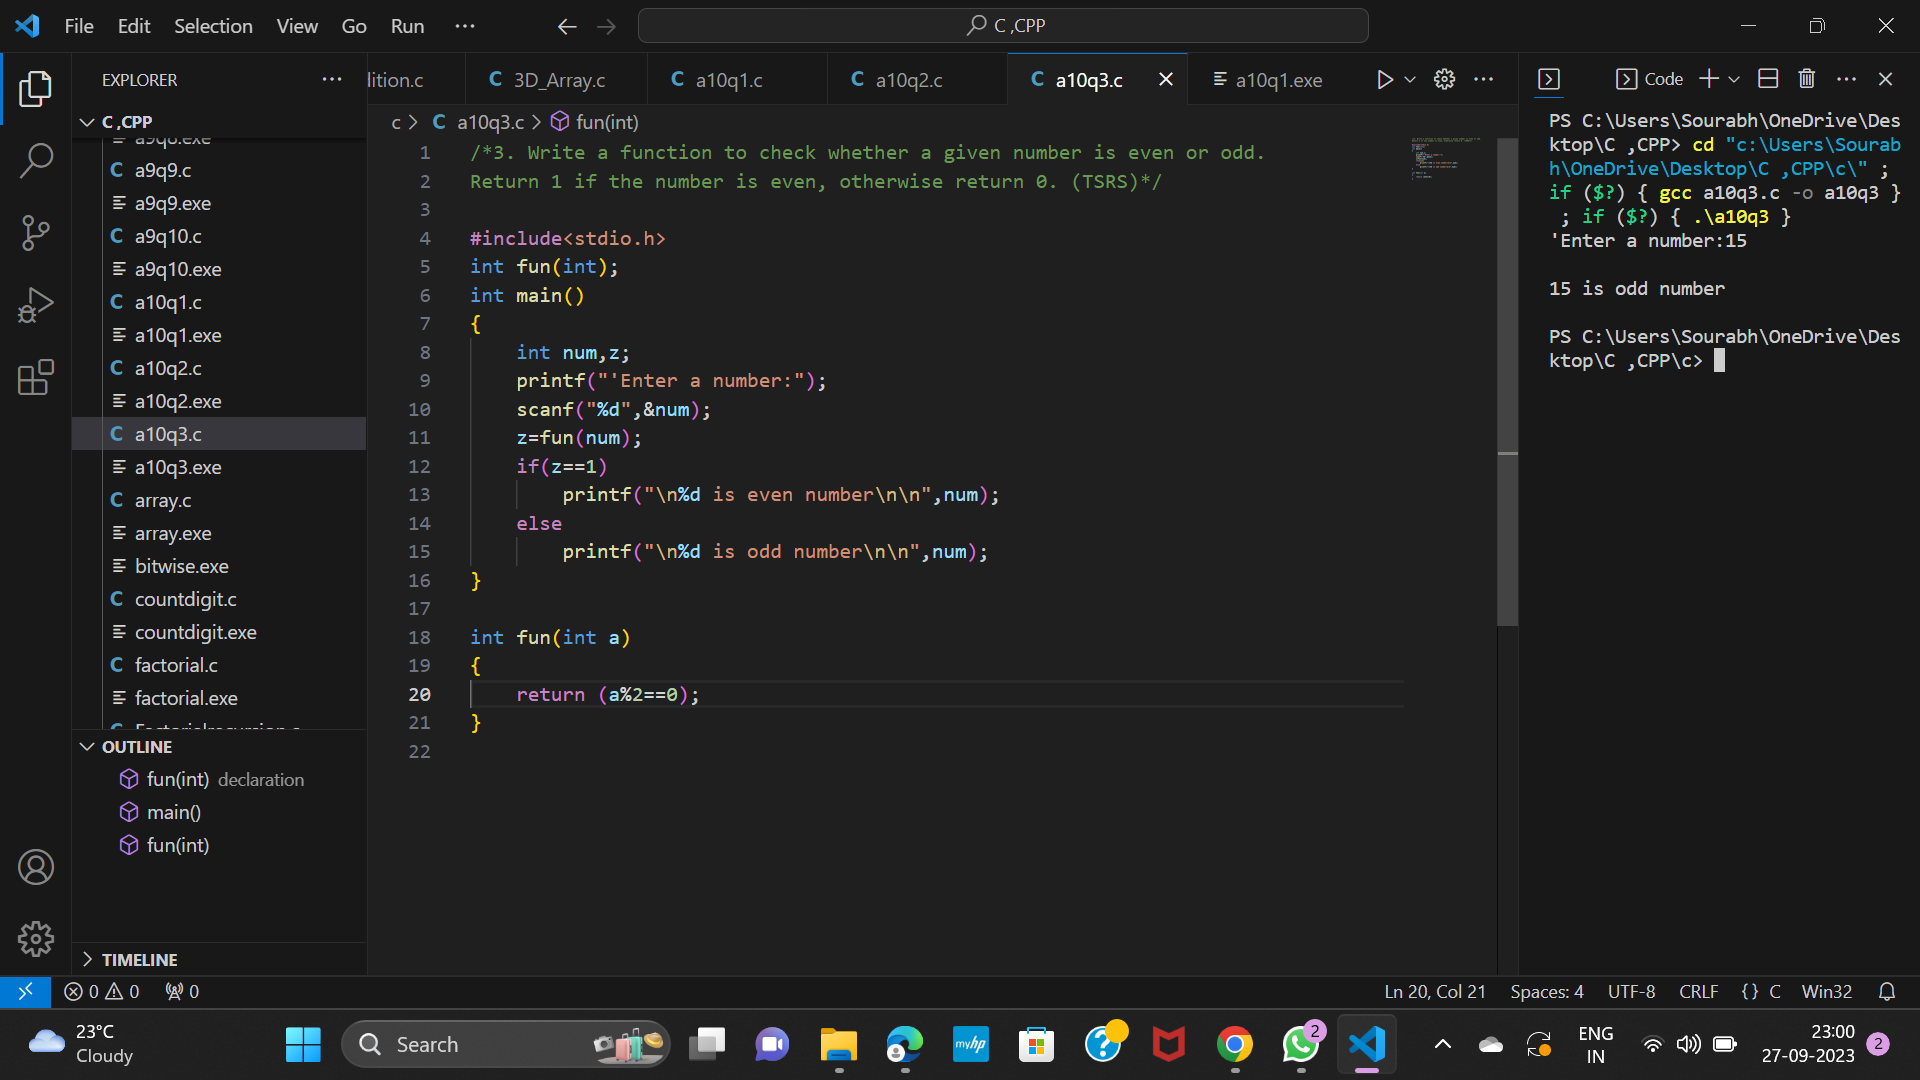 File Edit Selection View Go Run ···
C ,CPP
EXPLORER ···
C ,CPP
a9q8.exe
a9q9.c
a9q9.exe
a9q10.c
a9q10.exe
a10q1.c
a10q1.exe
a10q2.c
a10q2.exe
a10q3.c
a10q3.exe
array.c
array.exe
bitwise.exe
countdigit.c
countdigit.exe
factorial.c
factorial.exe
OUTLINE
fun(int) declaration
main()
fun(int)
TIMELINE
lition.c C 3D_Array.c C a10q1.c C a10q2.c C a10q3.c a10q1.exe
c > C a10q3.c > fun(int)
1 /*3. Write a function to check whether a given number is even or odd.
2 Return 1 if the number is even, otherwise return 0. (TSRS)*/
3
4 #include<stdio.h>
5 int fun(int);
6 int main()
7 {
8 int num,z;
9 printf("'Enter a number:");
10 scanf("%d",&num);
11 z=fun(num);
12 if(z==1)
13 printf("\n%d is even number\n\n",num);
14 else
15 printf("\n%d is odd number\n\n",num);
16 }
17
18 int fun(int a)
19 {
20 return (a%2==0);
21 }
22
Code
PS C:\Users\Sourabh\OneDrive\Des
ktop\C ,CPP> cd "c:\Users\Sourab
h\OneDrive\Desktop\C ,CPP\c\" ;
if ($?) { gcc a10q3.c -o a10q3 }
; if ($?) { .\a10q3 }
'Enter a number:15
15 is odd number
PS C:\Users\Sourabh\OneDrive\Des
ktop\C ,CPP\c>
0 0 0
Ln 20, Col 21 Spaces: 4 UTF-8 CRLF {} C Win32
23°C
Cloudy
Search
myhp
2
ENG
IN
23:00
27-09-2023
2